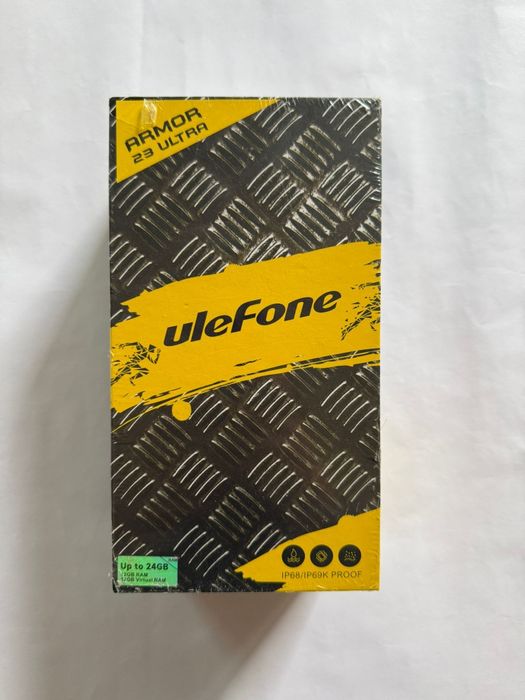 ARMOR
23 ULTRA
uleFone
Up to 24GB
12GB RAM
12GB Virtual RAM
IP68/IP69K PROOF